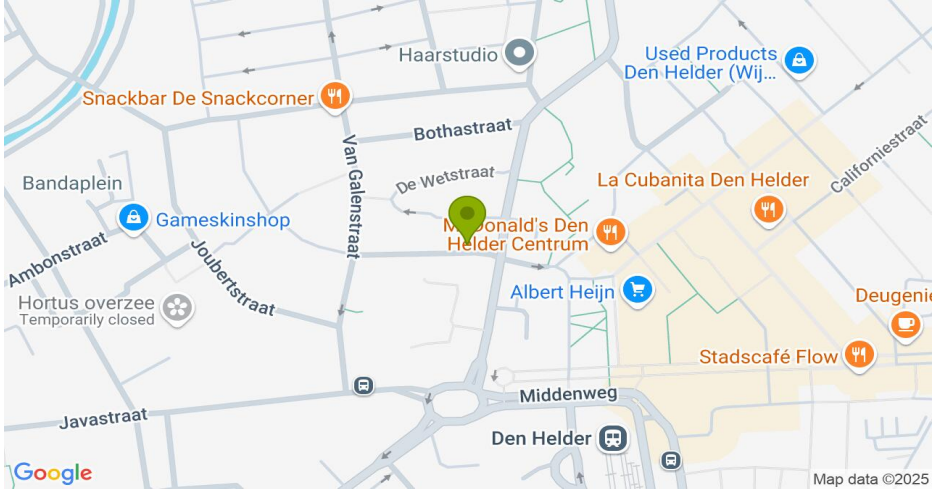 Haarstudio
Used Products
Den Helder (Wij...
Snackbar De Snackcorner
Bothastraat
Van Galenstraat
De Wetstraat
Californiestraat
Bandaplein
La Cubanita Den Helder
Gameskinshop
McDonald's Den
Helder Centrum
Ambonstraat
Joubertstraat
Albert Heijn
Hortus overzee
Temporarily closed
Deugenie
Stadscafé Flow
Javastraat
Middenweg
Den Helder
Google
Map data ©2025